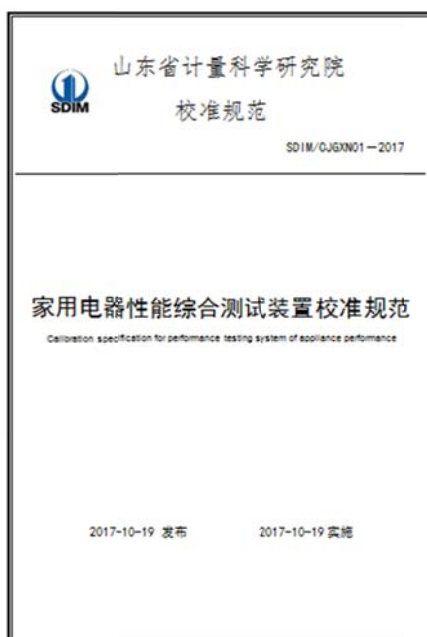 山东省计量科学研究院
SDIM
校准规范
SDIM/CJGXN01—2017
家用电器性能综合测试装置校准规范
Calibration specification for performance testing system of appliance performance
2017-10-19 发布 2017-10-19 实施